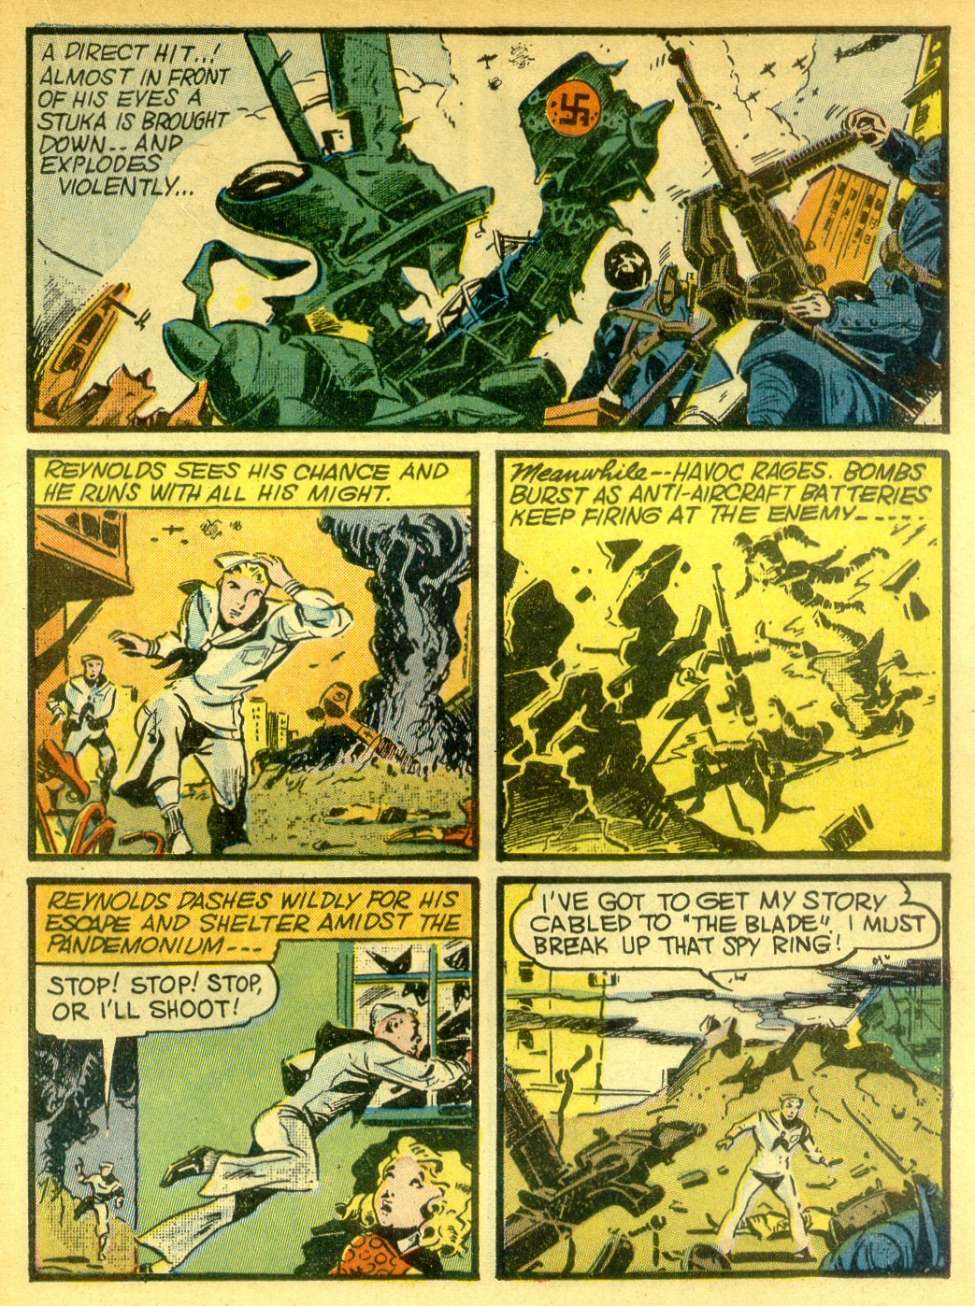 A DIRECT HIT..!
ALMOST IN FRONT
OF HIS EYES A
STUKA IS BROUGHT
DOWN-- AND
EXPLODES
VIOLENTLY...
REYNOLDS SEES HIS CHANCE AND
HE RUNS WITH ALL HIS MIGHT.
Meanwhile-- HAVOC RAGES. BOMBS
BURST AS ANTI-AIRCRAFT BATTERIES
KEEP FIRING AT THE ENEMY-----
REYNOLDS DASHES WILDLY FOR HIS
ESCAPE AND SHELTER AMIDST THE
PANDEMONIUM---
STOP! STOP! STOP,
OR I'LL SHOOT!
I'VE GOT TO GET MY STORY
CABLED TO "THE BLADE". I MUST
BREAK UP THAT SPY RING!